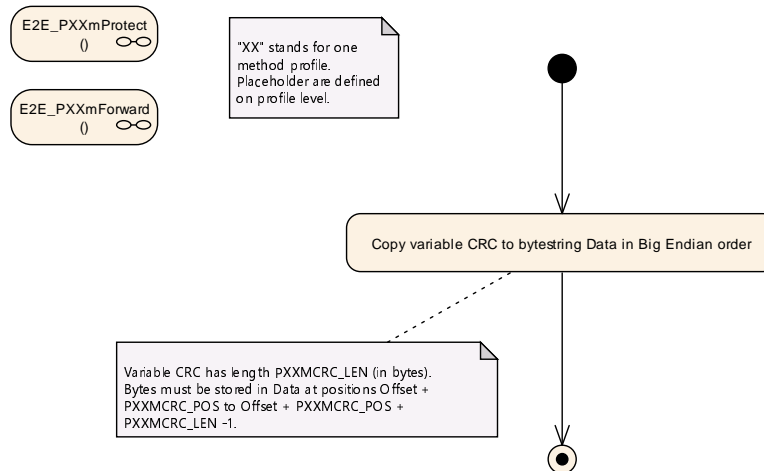 E2E_PXXmProtect
()
"XX" stands for one
method profile.
Placeholder are defined
on profile level.
E2E_PXXmForward
()
Copy variable CRC to bytestring Data in Big Endian order
Variable CRC has length PXXMCRC_LEN (in bytes).
Bytes must be stored in Data at positions Offset +
PXXMCRC_POS to Offset + PXXMCRC_POS +
PXXMCRC_LEN -1.